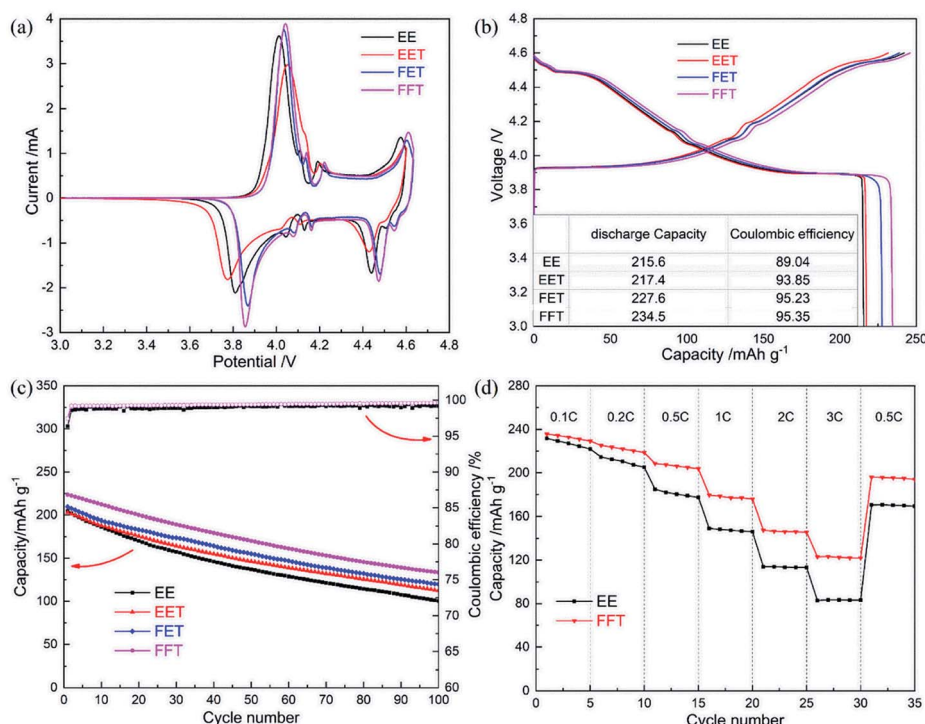 (a)
EE
EET
FET
FFT
Current /mA
4
3
2
1
0
-1
-2
-3
3.0 3.2 3.4 3.6 3.8 4.0 4.2 4.4 4.6 4.8
Potential /V
(b)
EE
EET
FET
FFT
Voltage /V
4.8
4.6
4.4
4.2
4.0
3.8
3.6
3.4
3.2
3.0
discharge Capacity Coulombic efficiency
EE 215.6 89.04
EET 217.4 93.85
FET 227.6 95.23
FFT 234.5 95.35
0 50 100 150 200 250
Capacity /mAh g⁻¹
(c)
Capacity/mAh g⁻¹
350
300
250
200
150
100
50
0
EE
EET
FET
FFT
100
95
90
85
80
75
70
65
60
Coulombic efficiency /%
0 10 20 30 40 50 60 70 80 90 100
Cycle number
(d)
Capacity/mAh g⁻¹
280
240
200
160
120
80
40
0
0.1C 0.2C 0.5C 1C 2C 3C 0.5C
EE
FFT
0 5 10 15 20 25 30 35
Cycle number